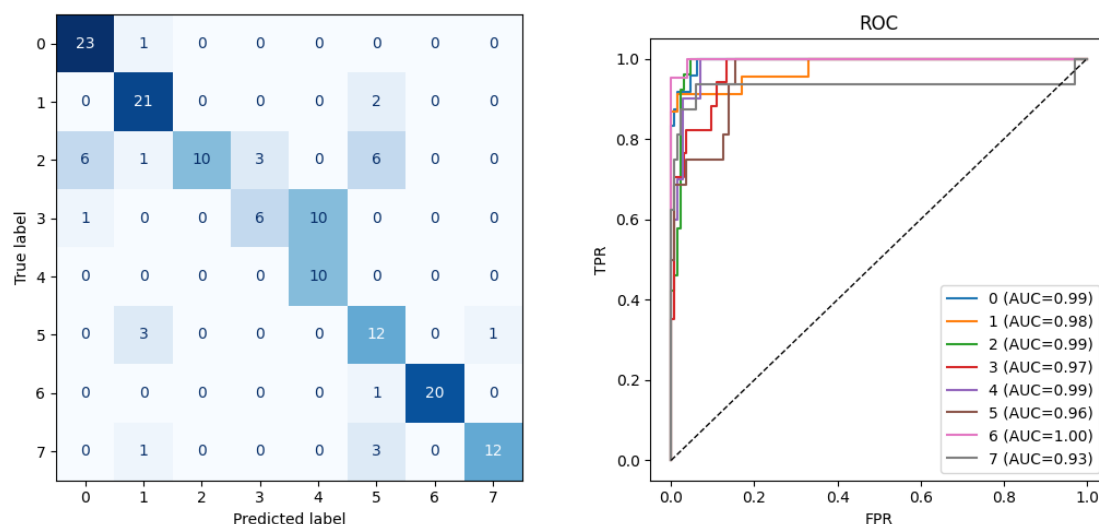 0 23 1 0 0 0 0 0 0
1 0 21 0 0 0 2 0 0
2 6 1 10 3 0 6 0 0
3 1 0 0 6 10 0 0 0
4 0 0 0 0 10 0 0 0
5 0 3 0 0 0 12 0 1
6 0 0 0 0 0 1 20 0
7 0 1 0 0 0 3 0 12
0 1 2 3 4 5 6 7
Predicted label
True label
ROC
1.0
0.8
0.6
0.4
0.2
0.0
TPR
0 (AUC=0.99)
1 (AUC=0.98)
2 (AUC=0.99)
3 (AUC=0.97)
4 (AUC=0.99)
5 (AUC=0.96)
6 (AUC=1.00)
7 (AUC=0.93)
0.0 0.2 0.4 0.6 0.8 1.0
FPR